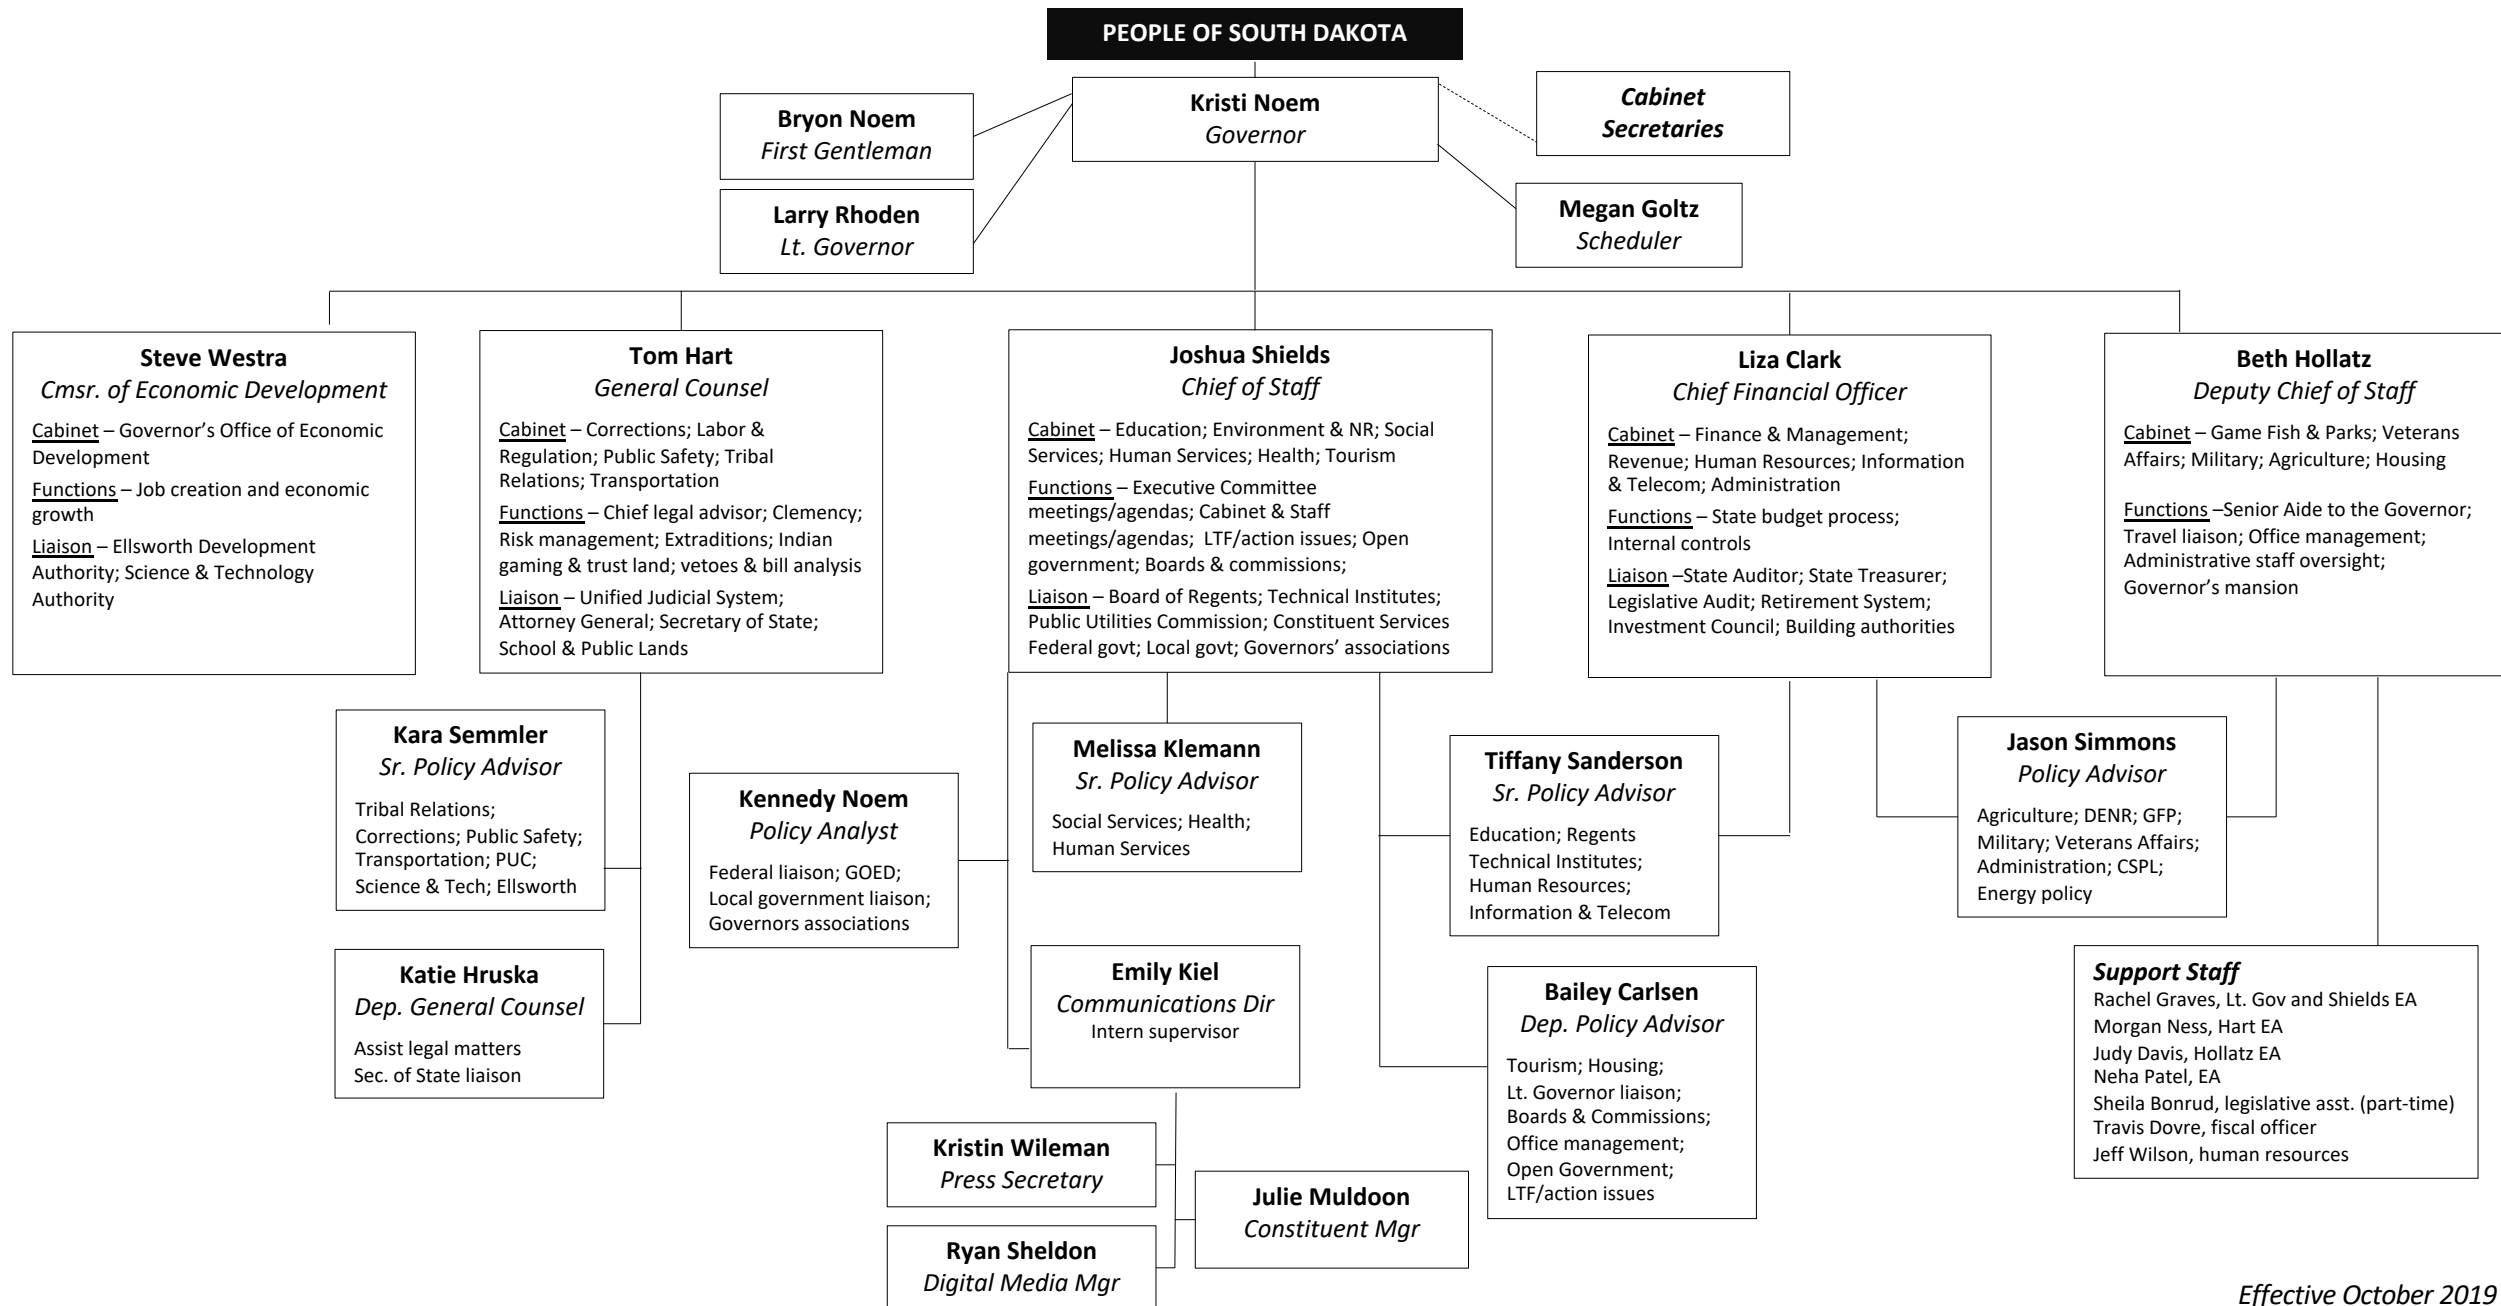 PEOPLE OF SOUTH DAKOTA
Kristi Noem
Governor
Cabinet
Secretaries
Bryon Noem
First Gentleman
Larry Rhoden
Lt. Governor
Megan Goltz
Scheduler
Steve Westra
Cmsr. of Economic Development
Cabinet – Governor’s Office of Economic
Development
Functions – Job creation and economic
growth
Liaison – Ellsworth Development
Authority; Science & Technology
Authority
Tom Hart
General Counsel
Cabinet – Corrections; Labor &
Regulation; Public Safety; Tribal
Relations; Transportation
Functions – Chief legal advisor; Clemency;
Risk management; Extraditions; Indian
gaming & trust land; vetoes & bill analysis
Liaison – Unified Judicial System;
Attorney General; Secretary of State;
School & Public Lands
Joshua Shields
Chief of Staff
Cabinet – Education; Environment & NR; Social
Services; Human Services; Health; Tourism
Functions – Executive Committee
meetings/agendas; Cabinet & Staff
meetings/agendas; LTF/action issues; Open
government; Boards & commissions;
Liaison – Board of Regents; Technical Institutes;
Public Utilities Commission; Constituent Services
Federal govt; Local govt; Governors’ associations
Liza Clark
Chief Financial Officer
Cabinet – Finance & Management;
Revenue; Human Resources; Information
& Telecom; Administration
Functions – State budget process;
Internal controls
Liaison –State Auditor; State Treasurer;
Legislative Audit; Retirement System;
Investment Council; Building authorities
Beth Hollatz
Deputy Chief of Staff
Cabinet – Game Fish & Parks; Veterans
Affairs; Military; Agriculture; Housing
Functions –Senior Aide to the Governor;
Travel liaison; Office management;
Administrative staff oversight;
Governor’s mansion
Kara Semmler
Sr. Policy Advisor
Tribal Relations;
Corrections; Public Safety;
Transportation; PUC;
Science & Tech; Ellsworth
Katie Hruska
Dep. General Counsel
Assist legal matters
Sec. of State liaison
Kennedy Noem
Policy Analyst
Federal liaison; GOED;
Local government liaison;
Governors associations
Melissa Klemann
Sr. Policy Advisor
Social Services; Health;
Human Services
Emily Kiel
Communications Dir
Intern supervisor
Kristin Wileman
Press Secretary
Ryan Sheldon
Digital Media Mgr
Julie Muldoon
Constituent Mgr
Tiffany Sanderson
Sr. Policy Advisor
Education; Regents
Technical Institutes;
Human Resources;
Information & Telecom
Bailey Carlsen
Dep. Policy Advisor
Tourism; Housing;
Lt. Governor liaison;
Boards & Commissions;
Office management;
Open Government;
LTF/action issues
Jason Simmons
Policy Advisor
Agriculture; DENR; GFP;
Military; Veterans Affairs;
Administration; CSPL;
Energy policy
Support Staff
Rachel Graves, Lt. Gov and Shields EA
Morgan Ness, Hart EA
Judy Davis, Hollatz EA
Neha Patel, EA
Sheila Bonrud, legislative asst. (part-time)
Travis Dovre, fiscal officer
Jeff Wilson, human resources
Effective October 2019